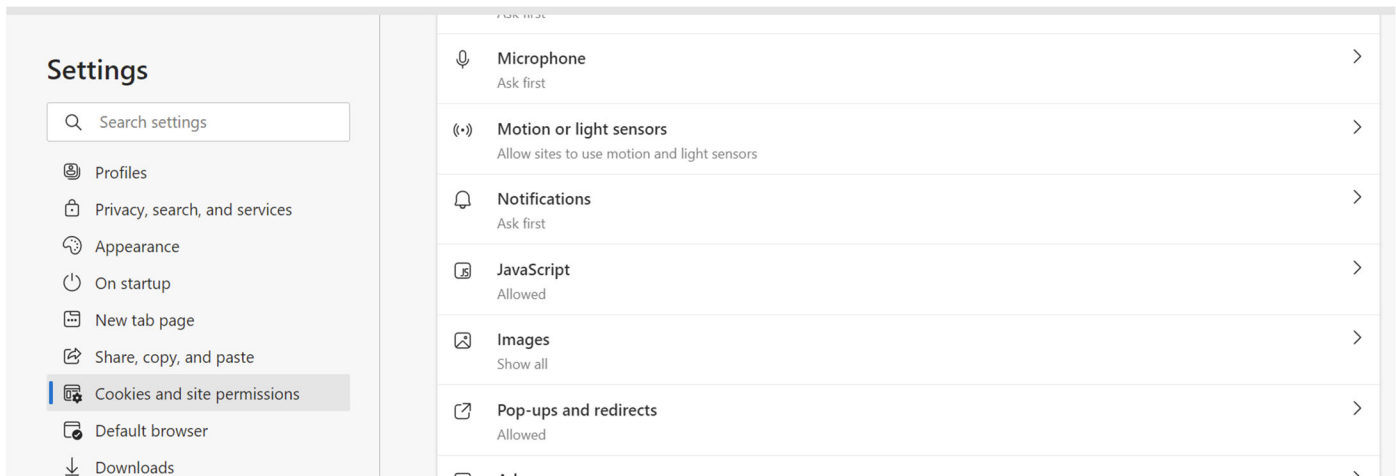 Settings
Search settings
Profiles
Privacy, search, and services
Appearance
On startup
New tab page
Share, copy, and paste
Cookies and site permissions
Default browser
Downloads
Ask first
Microphone
Ask first
Motion or light sensors
Allow sites to use motion and light sensors
Notifications
Ask first
JavaScript
Allowed
Images
Show all
Pop-ups and redirects
Allowed